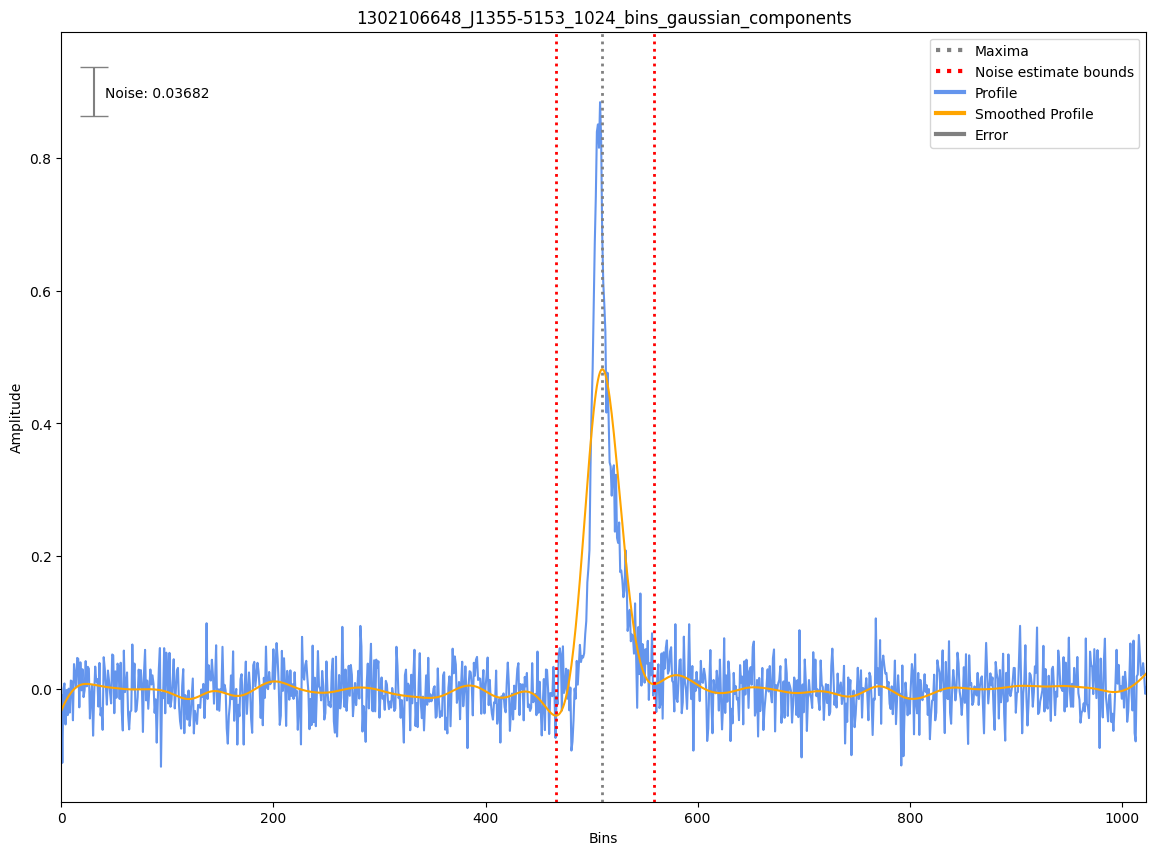 1302106648_J1355-5153_1024_bins_gaussian_components
Noise: 0.03682
Maxima
Noise estimate bounds
Profile
Smoothed Profile
Error
Amplitude
0.8
0.6
0.4
0.2
0.0
0 200 400 600 800 1000
Bins